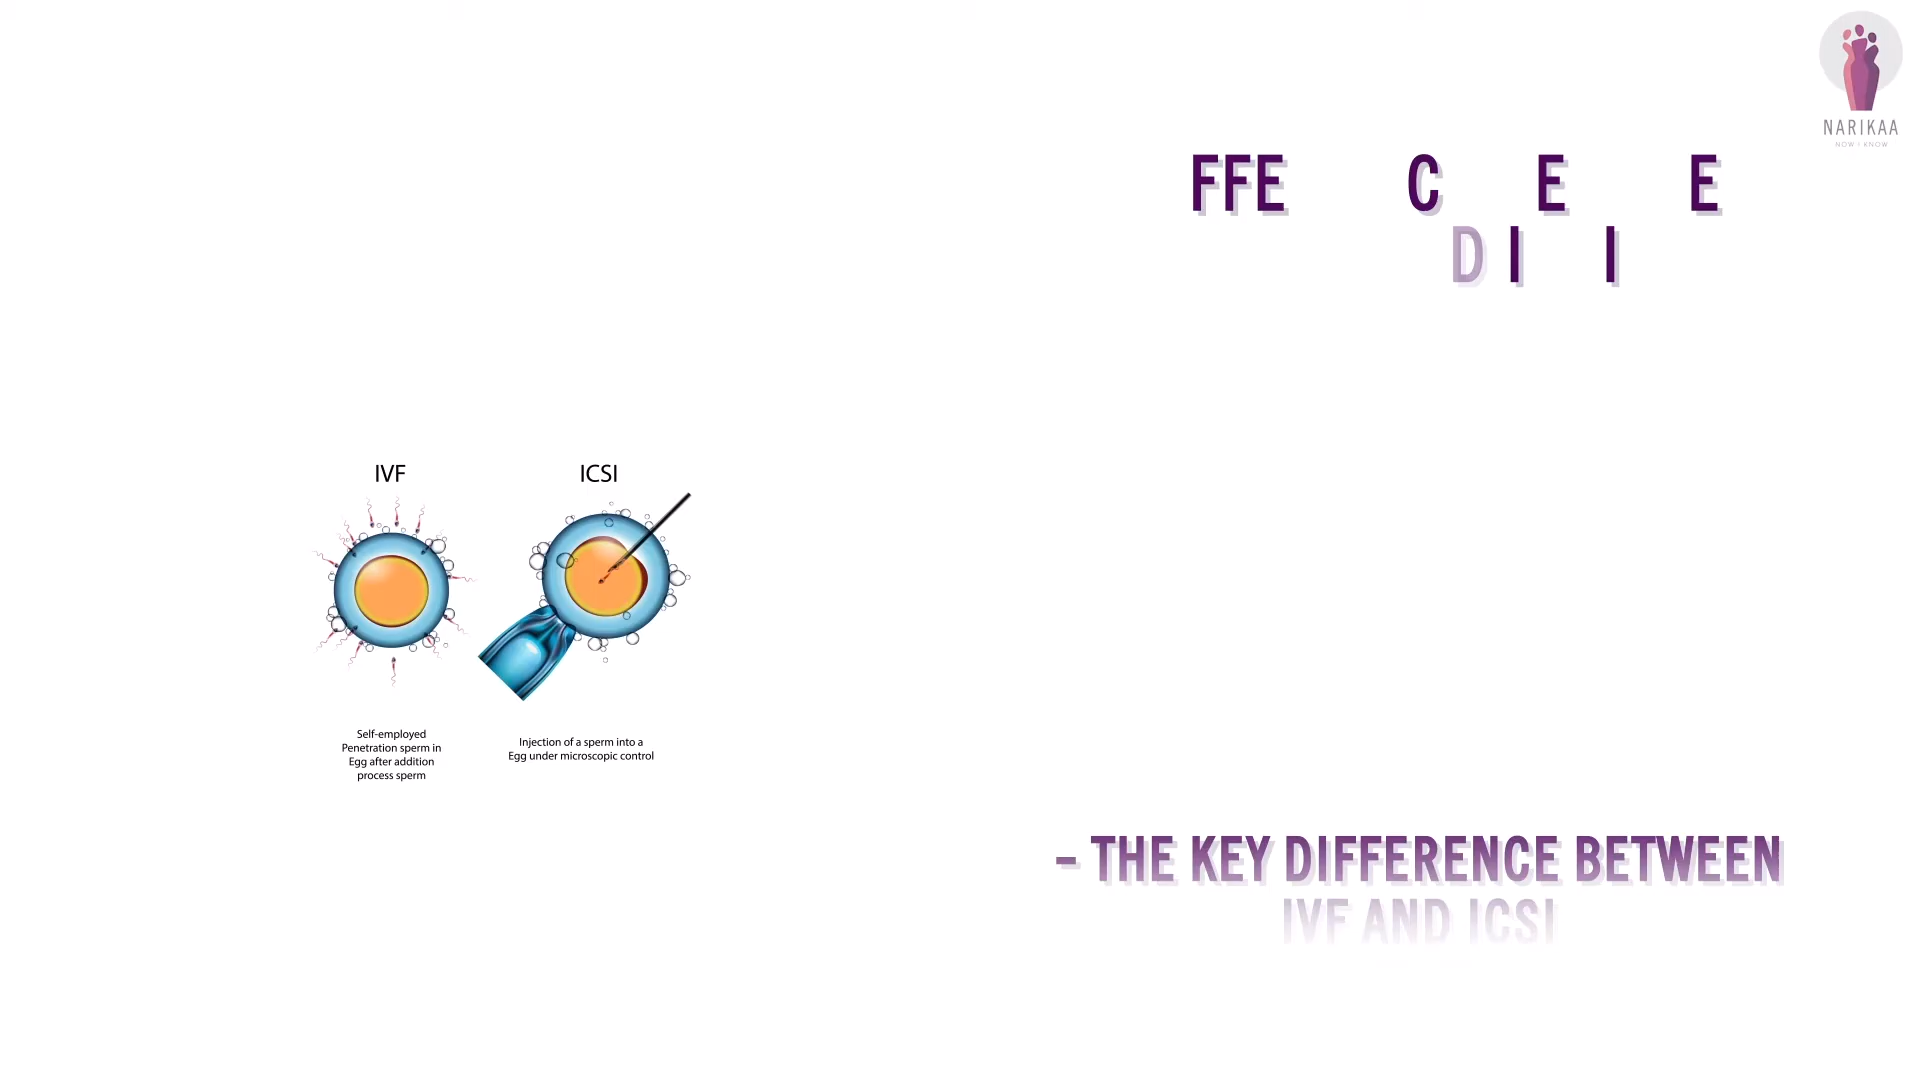 NARIKAA
NOW I KNOW
FFE C E E
D I I
IVF
ICSI
Self-employed
Penetration sperm in
Egg after addition
process sperm
Injection of a sperm into a
Egg under microscopic control
- THE KEY DIFFERENCE BETWEEN
IVF AND ICSI